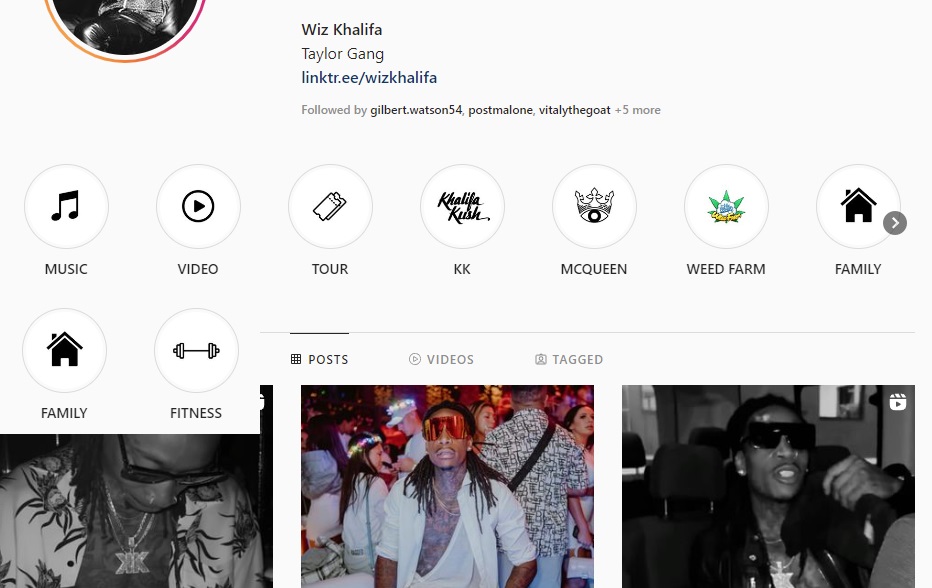 Wiz Khalifa
Taylor Gang
linktr.ee/wizkhalifa
Followed by gilbert.watson54, postmalone, vitalythegoat +5 more
Khalifa
Kush
MUSIC VIDEO TOUR KK MCQUEEN WEED FARM FAMILY
FAMILY FITNESS
POSTS VIDEOS TAGGED